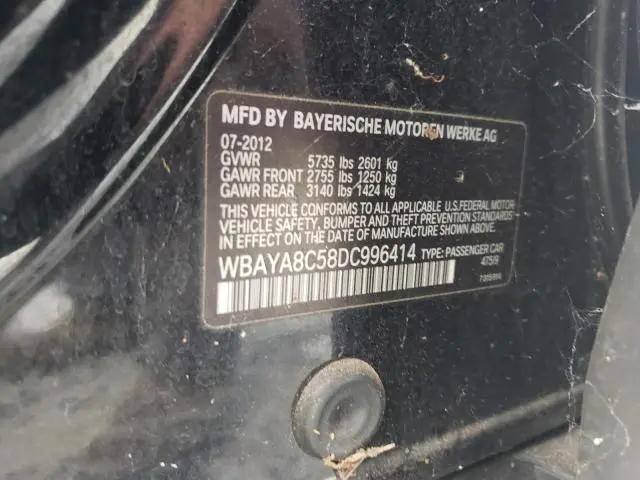 MFD BY BAYERISCHE MOTOREN WERKE AG
07-2012
GVWR 5735 lbs 2601 kg
GAWR FRONT 2755 lbs 1250 kg
GAWR REAR 3140 lbs 1424 kg
THIS VEHICLE CONFORMS TO ALL APPLICABLE U.S. FEDERAL MOTOR
VEHICLE SAFETY, BUMPER AND THEFT PREVENTION STANDARDS
IN EFFECT ON THE DATE OF MANUFACTURE SHOWN ABOVE.
WBAYA8C58DC996414 TYPE: PASSENGER CAR
475/9